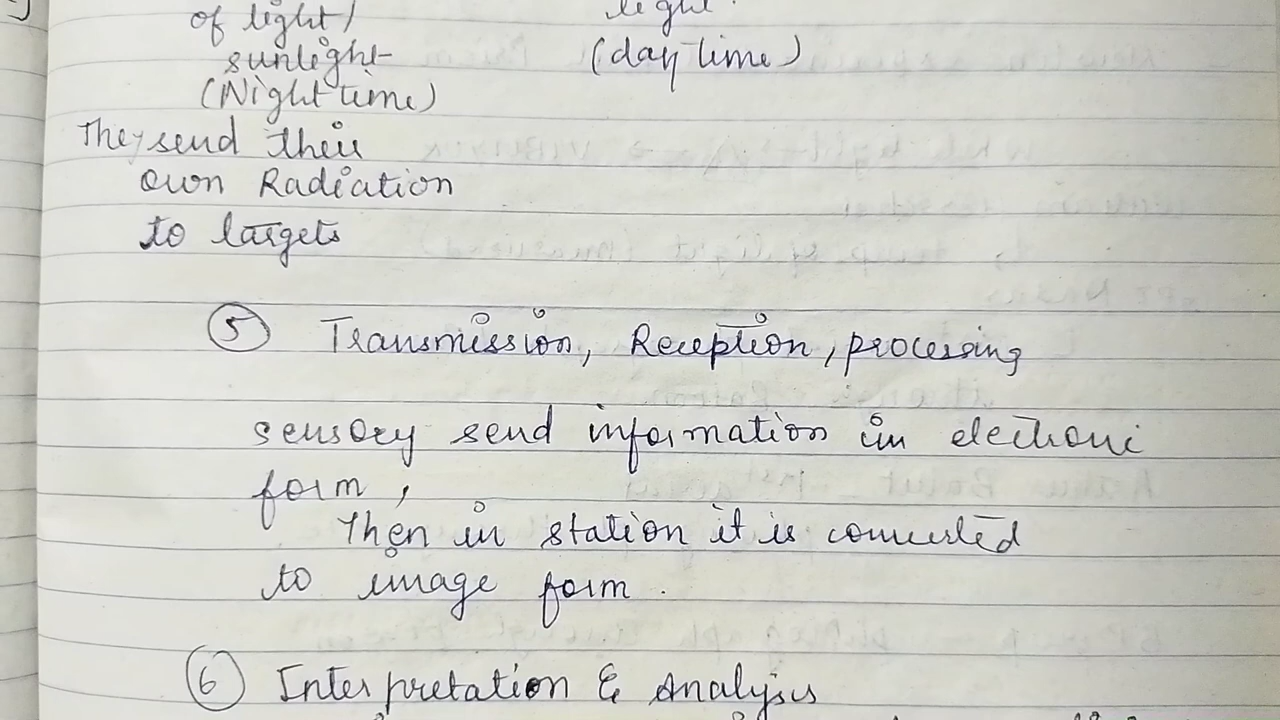 of light/
light.
sunlight
(day time)
(Night time)
They send their
own Radiation
to targets
5 Transmission, Reception, processing
sensory send information in electronic
form,
Then in station it is converted
to image form.
6 Interpretation & Analysis